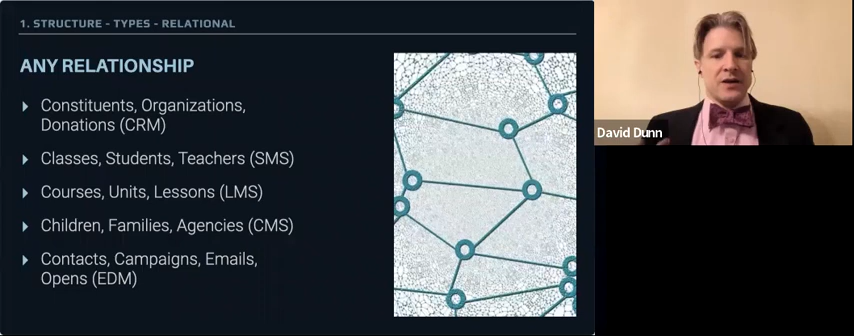 1. STRUCTURE - TYPES - RELATIONAL
ANY RELATIONSHIP
Constituents, Organizations,
Donations (CRM)
Classes, Students, Teachers (SMS)
Courses, Units, Lessons (LMS)
Children, Families, Agencies (CMS)
Contacts, Campaigns, Emails,
Opens (EDM)
David Dunn